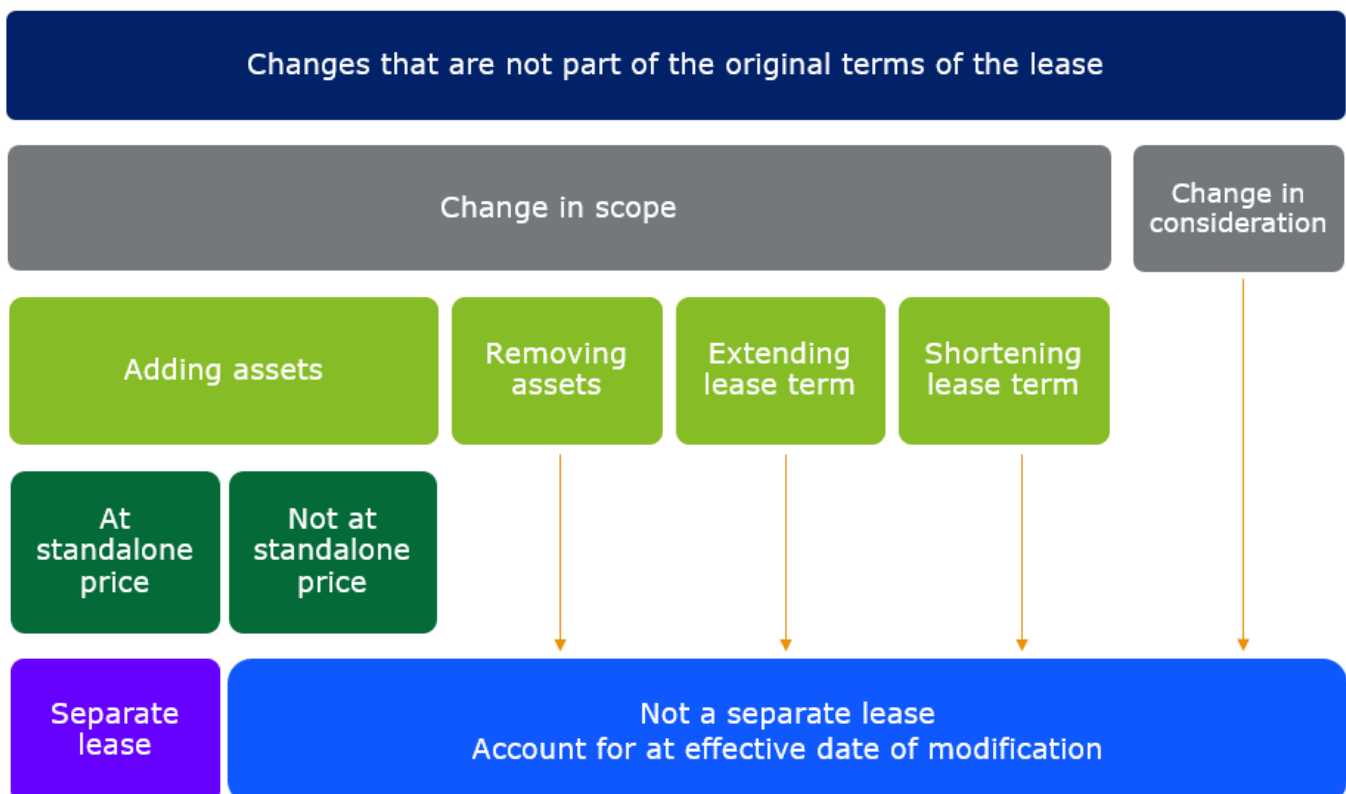 Changes that are not part of the original terms of the lease
Change in scope
Change in
consideration
Adding assets
Removing
assets
Extending
lease term
Shortening
lease term
At
standalone
price
Not at
standalone
price
Separate
lease
Not a separate lease
Account for at effective date of modification